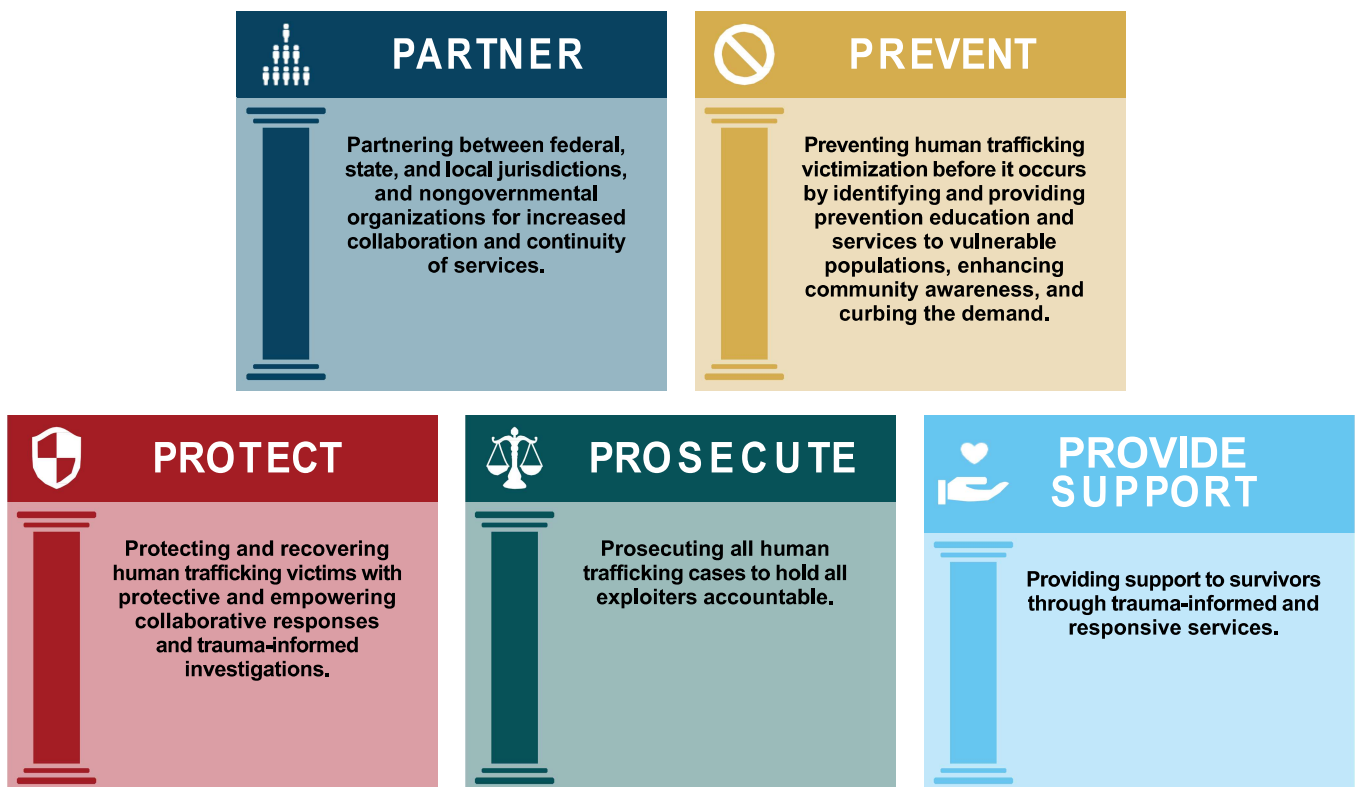 PARTNER
Partnering between federal,
state, and local jurisdictions,
and nongovernmental
organizations for increased
collaboration and continuity
of services.
PREVENT
Preventing human trafficking
victimization before it occurs
by identifying and providing
prevention education and
services to vulnerable
populations, enhancing
community awareness, and
curbing the demand.
PROTECT
Protecting and recovering
human trafficking victims with
protective and empowering
collaborative responses
and trauma-informed
investigations.
PROSECUTE
Prosecuting all human
trafficking cases to hold all
exploiters accountable.
PROVIDE
SUPPORT
Providing support to survivors
through trauma-informed and
responsive services.